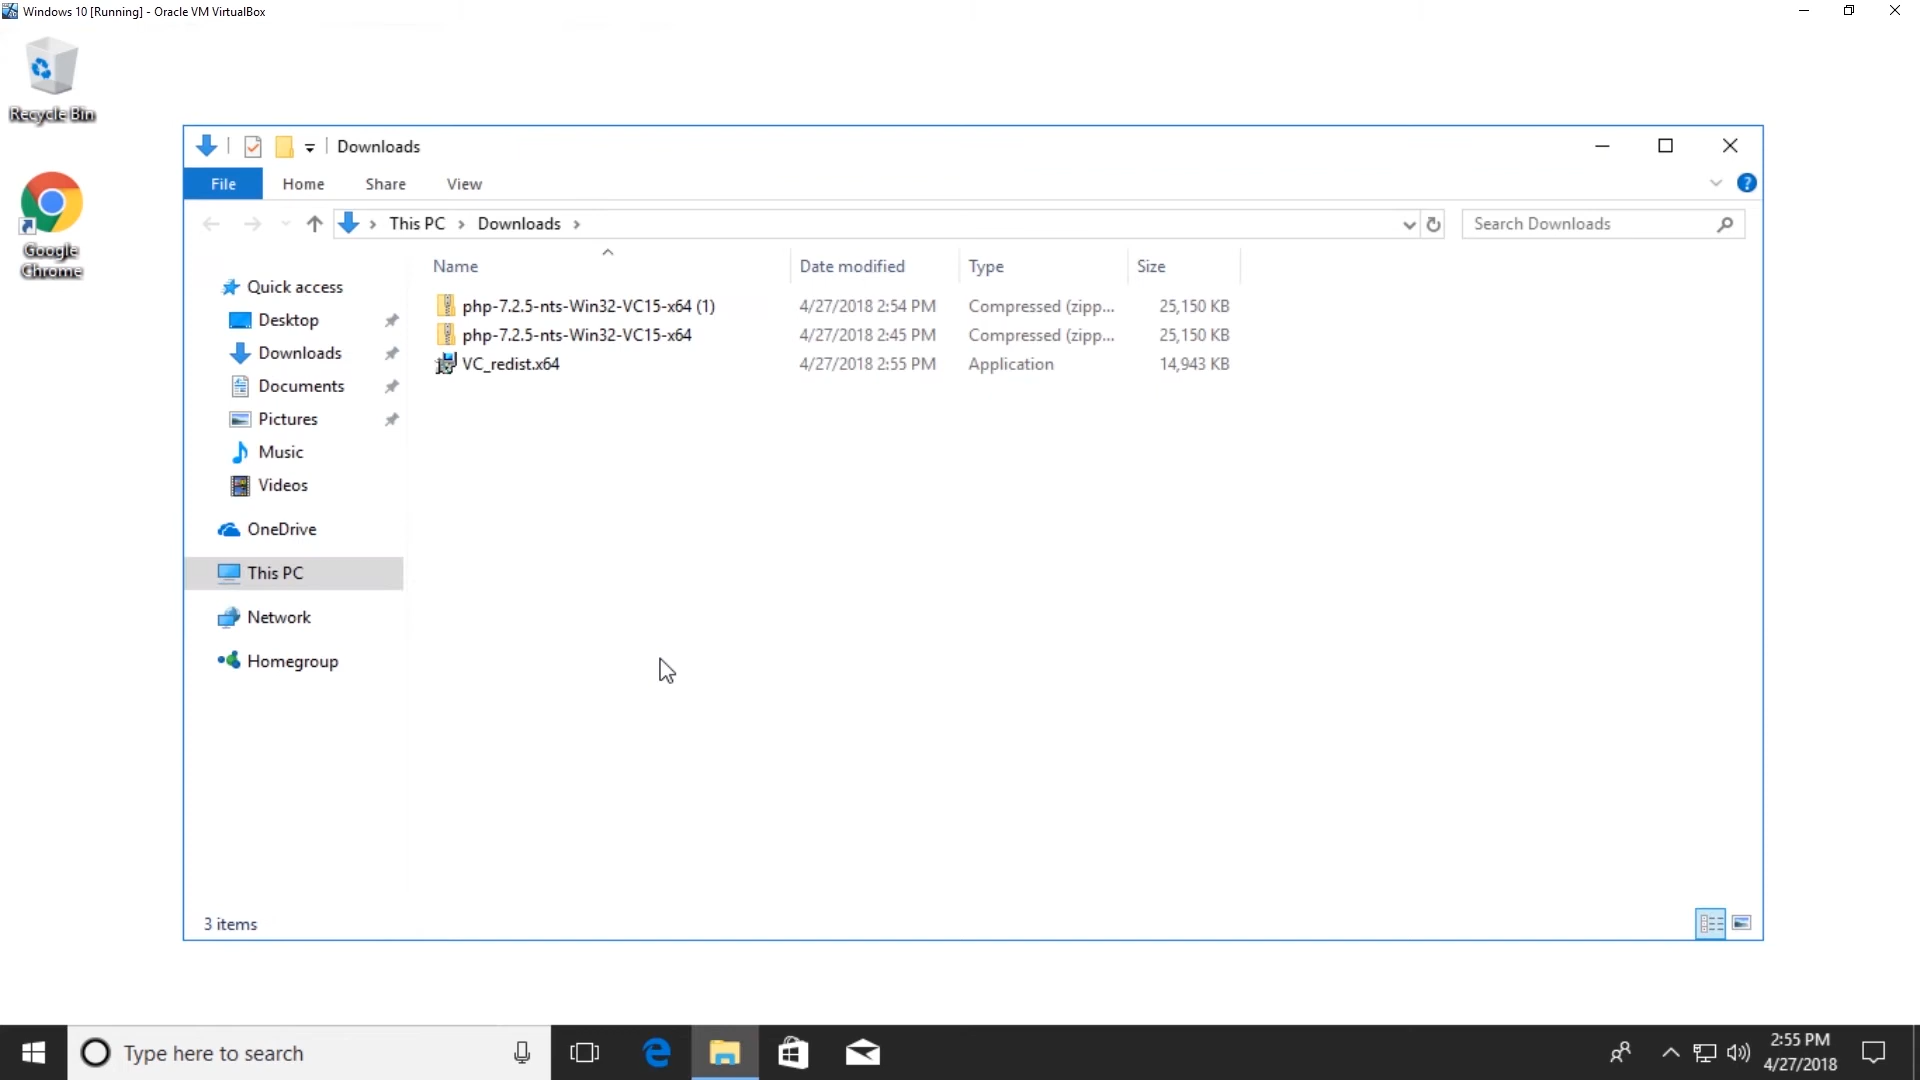 Windows 10 [Running] - Oracle VM VirtualBox
Recycle Bin
Google
Chrome
Downloads
File Home Share View
This PC Downloads
Search Downloads
Name Date modified Type Size
php-7.2.5-nts-Win32-VC15-x64 (1) 4/27/2018 2:54 PM Compressed (zipp... 25,150 KB
php-7.2.5-nts-Win32-VC15-x64 4/27/2018 2:45 PM Compressed (zipp... 25,150 KB
VC_redist.x64 4/27/2018 2:55 PM Application 14,943 KB
Quick access
Desktop
Downloads
Documents
Pictures
Music
Videos
OneDrive
This PC
Network
Homegroup
3 items
Type here to search
2:55 PM
4/27/2018